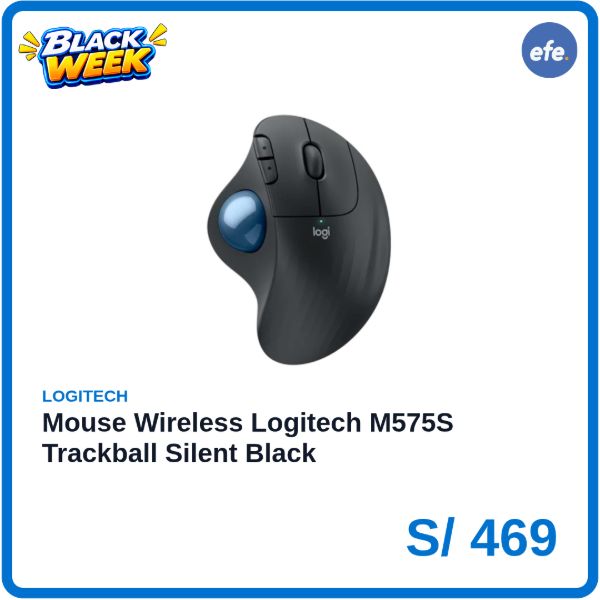 BLACK
WEEK
efe.
logi
LOGITECH
Mouse Wireless Logitech M575S
Trackball Silent Black
S/ 469